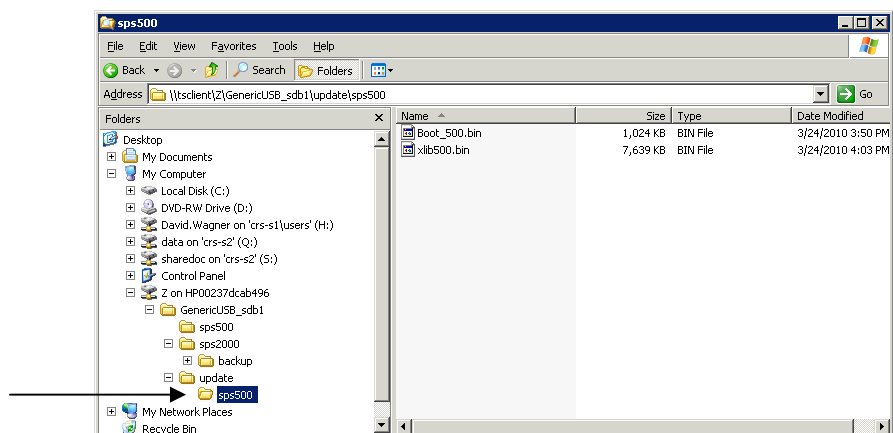 sps500
File Edit View Favorites Tools Help
Back Search Folders
Address \\tsclient\Z\GenericUSB_sdb1\update\sps500 Go
Folders
Desktop
My Documents
My Computer
Local Disk (C:)
DVD-RW Drive (D:)
David.Wagner on 'crs-s1\users' (H:)
data on 'crs-s2' (Q:)
sharedoc on 'crs-s2' (S:)
Control Panel
Z on HP00237dcab496
GenericUSB_sdb1
sps500
sps2000
backup
update
sps500
My Network Places
Recycle Bin
Name Size Type Date Modified
Boot_500.bin 1,024 KB BIN File 3/24/2010 3:50 PM
xlib500.bin 7,639 KB BIN File 3/24/2010 4:03 PM